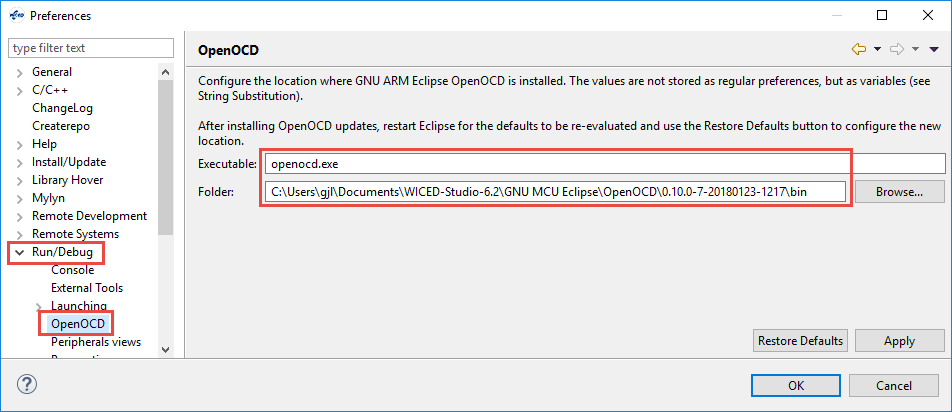 Preferences
type filter text
General
C/C++
ChangeLog
Createrepo
Help
Install/Update
Library Hover
Mylyn
Remote Development
Remote Systems
Run/Debug
Console
External Tools
Launching
OpenOCD
Peripherals views
OpenOCD
Configure the location where GNU ARM Eclipse OpenOCD is installed. The values are not stored as regular preferences, but as variables (see
String Substitution).
After installing OpenOCD updates, restart Eclipse for the defaults to be re-evaluated and use the Restore Defaults button to configure the new
location.
Executable: openocd.exe
Folder: C:\Users\gjl\Documents\WICED-Studio-6.2\GNU MCU Eclipse\OpenOCD\0.10.0-7-20180123-1217\bin Browse...
Restore Defaults Apply
? OK Cancel